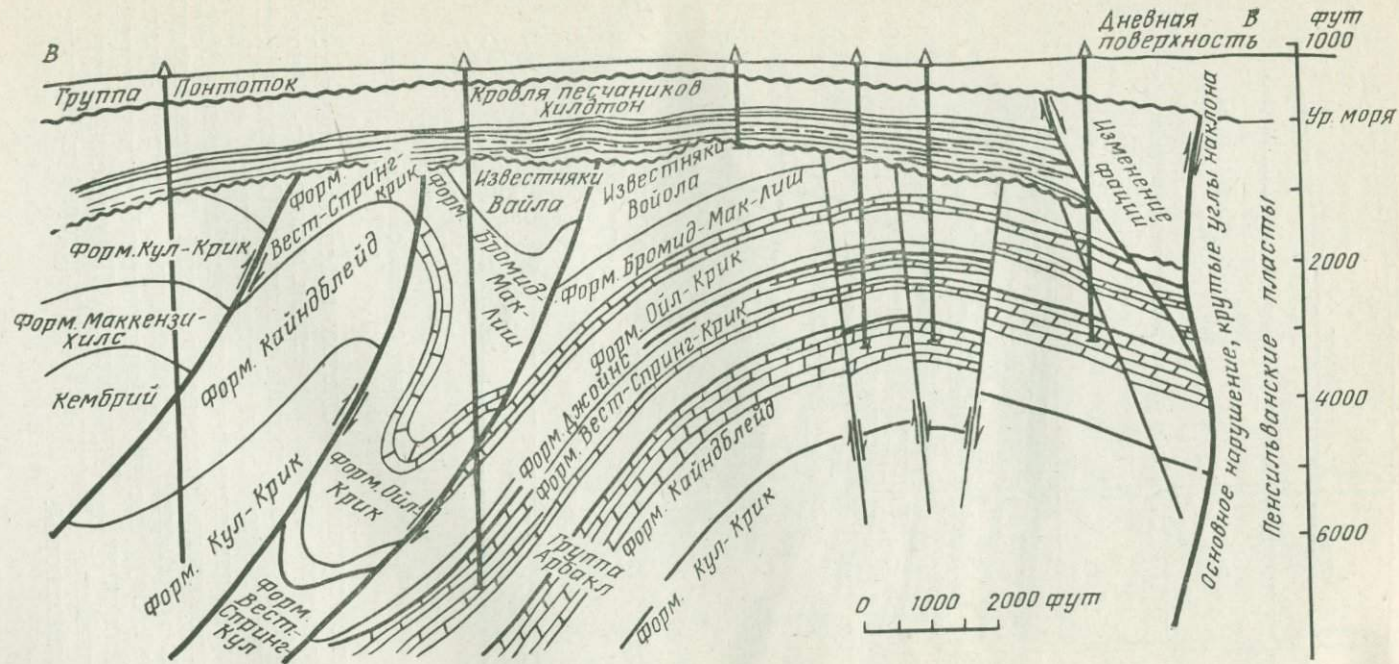 В
Дневная В
поверхность
фут
1000
Группа Понтоток
Кровля песчаников
Хилдтон
Ур. моря
Форм.
Вест-Спринг-
Крик
Форм.
Известняки
Вайла
Известняки
Войола
Изменение
фации
Форм. Кул-Крик
Форм. Маккензи-
Хилс
Кембрий
Форм. Кайндблейд
Бромид-
Мак-
Лиш
Форм. Бромид-Мак-Лиш
Форм. Ойл-Крик
Форм. Джойнс
Форм. Вест-Спринг-Крик
Форм. Кайндблейд
Форм. Кул-Крик
Форм. Кул-Крик
Форм. Ойл-
Крик
Форм.
Вест-
Спринг-
Кул
Группа
Арбакл
0 1000 2000 фут
Основное нарушение, крутые углы наклона
Пенсильванские пласты
2000
4000
6000